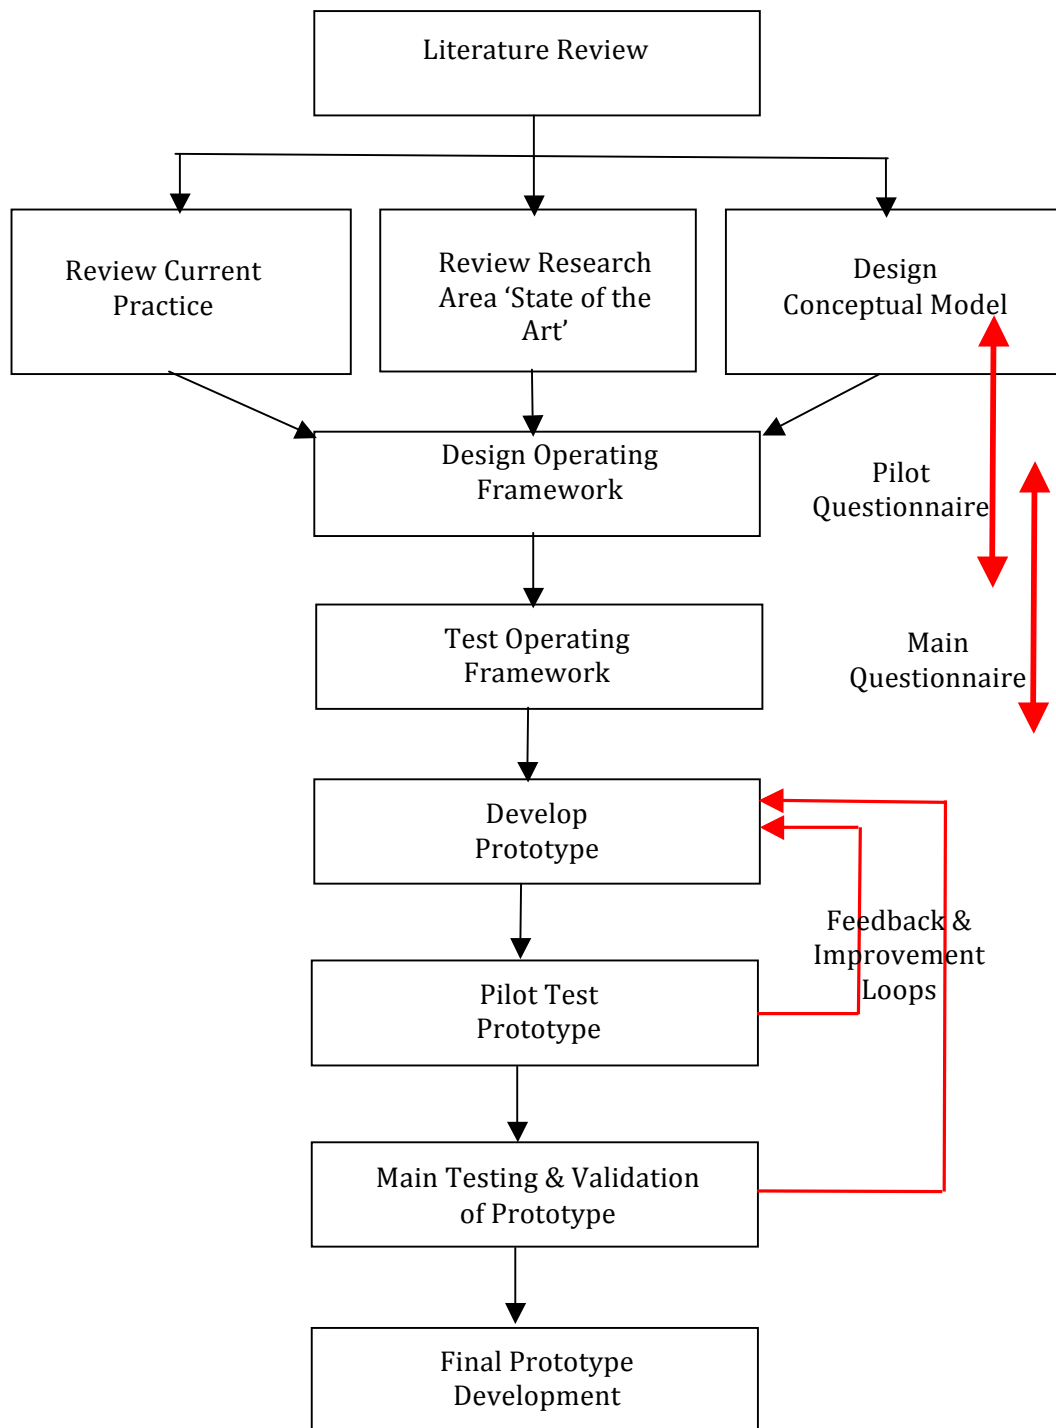 Literature Review
Review Current
Practice
Review Research
Area ‘State of the
Art’
Design
Conceptual Model
Design Operating
Framework
Pilot
Questionnaire
Test Operating
Framework
Main
Questionnaire
Develop
Prototype
Feedback &
Improvement
Loops
Pilot Test
Prototype
Main Testing & Validation
of Prototype
Final Prototype
Development